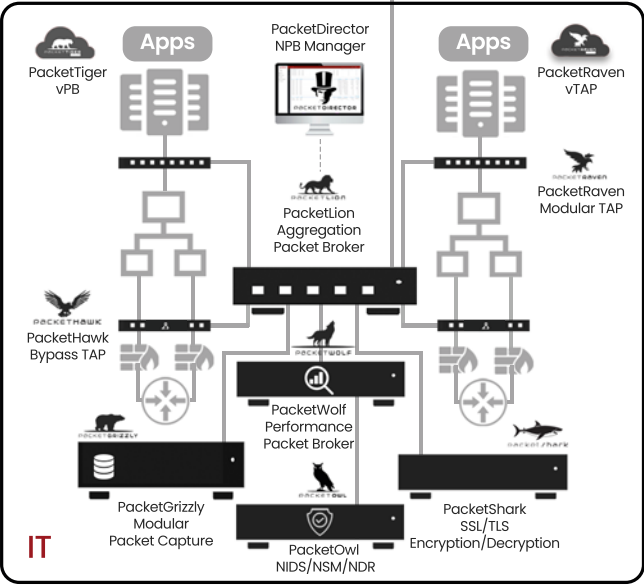 PacketTiger
vPB
Apps
PacketDirector
NPB Manager
PACKETDIRECTOR
Apps
PacketRaven
vTAP
PACKETRAVEN
PacketRaven
Modular TAP
PACKETLION
PacketLion
Aggregation
Packet Broker
PACKETHAWK
PacketHawk
Bypass TAP
PACKETWOLF
PacketWolf
Performance
Packet Broker
PACKETGRIZZLY
PacketGrizzly
Modular
Packet Capture
PACKETOWL
PacketOwl
NIDS/NSM/NDR
PACKETSHARK
PacketShark
SSL/TLS
Encryption/Decryption
IT